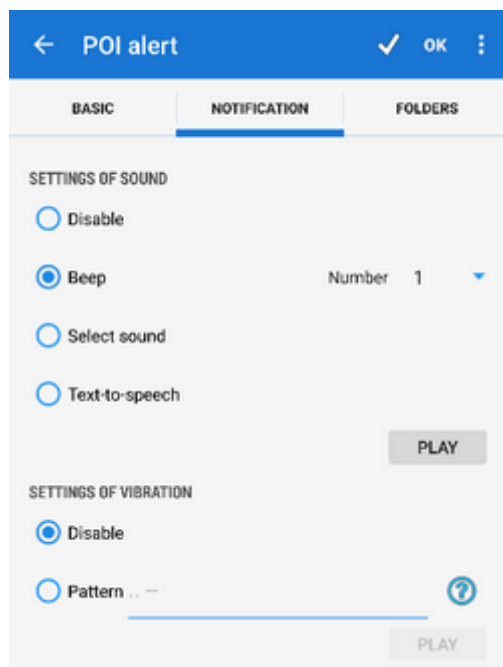 POI alert OK
BASIC NOTIFICATION FOLDERS
SETTINGS OF SOUND
Disable
Beep Number 1
Select sound
Text-to-speech
PLAY
SETTINGS OF VIBRATION
Disable
Pattern .. –
PLAY